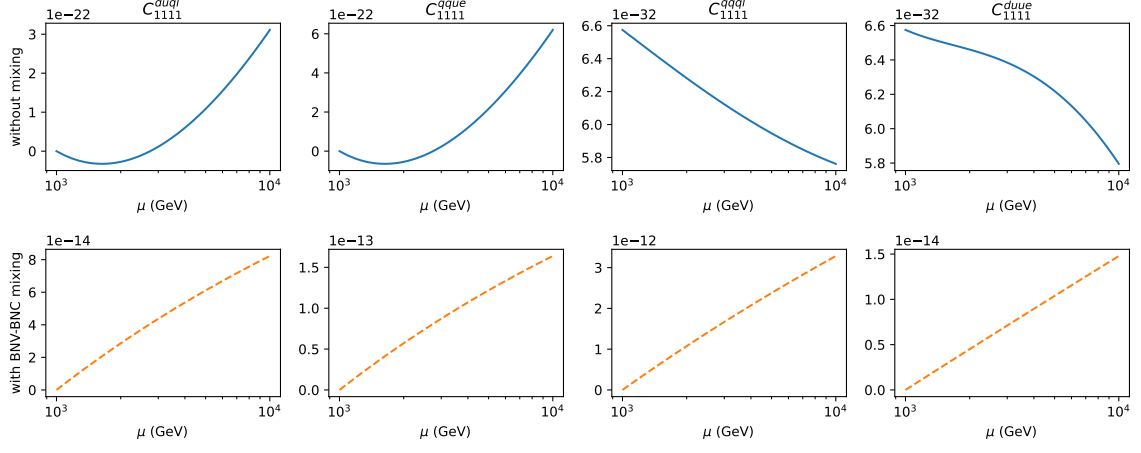 C_{1111}^{duql} C_{1111}^{qque} C_{1111}^{qqql} C_{1111}^{duue}
1e−22 1e−22 1e−32 1e−32
without mixing
3 2 1 0
6 4 2 0
6.6 6.4 6.2 6.0 5.8
6.6 6.4 6.2 6.0 5.8
10^3 10^4 10^3 10^4 10^3 10^4 10^3 10^4
μ (GeV) μ (GeV) μ (GeV) μ (GeV)
1e−14 1e−13 1e−12 1e−14
with BNV-BNC mixing
8 6 4 2 0
1.5 1.0 0.5 0.0
3 2 1 0
1.5 1.0 0.5 0.0
10^3 10^4 10^3 10^4 10^3 10^4 10^3 10^4
μ (GeV) μ (GeV) μ (GeV) μ (GeV)